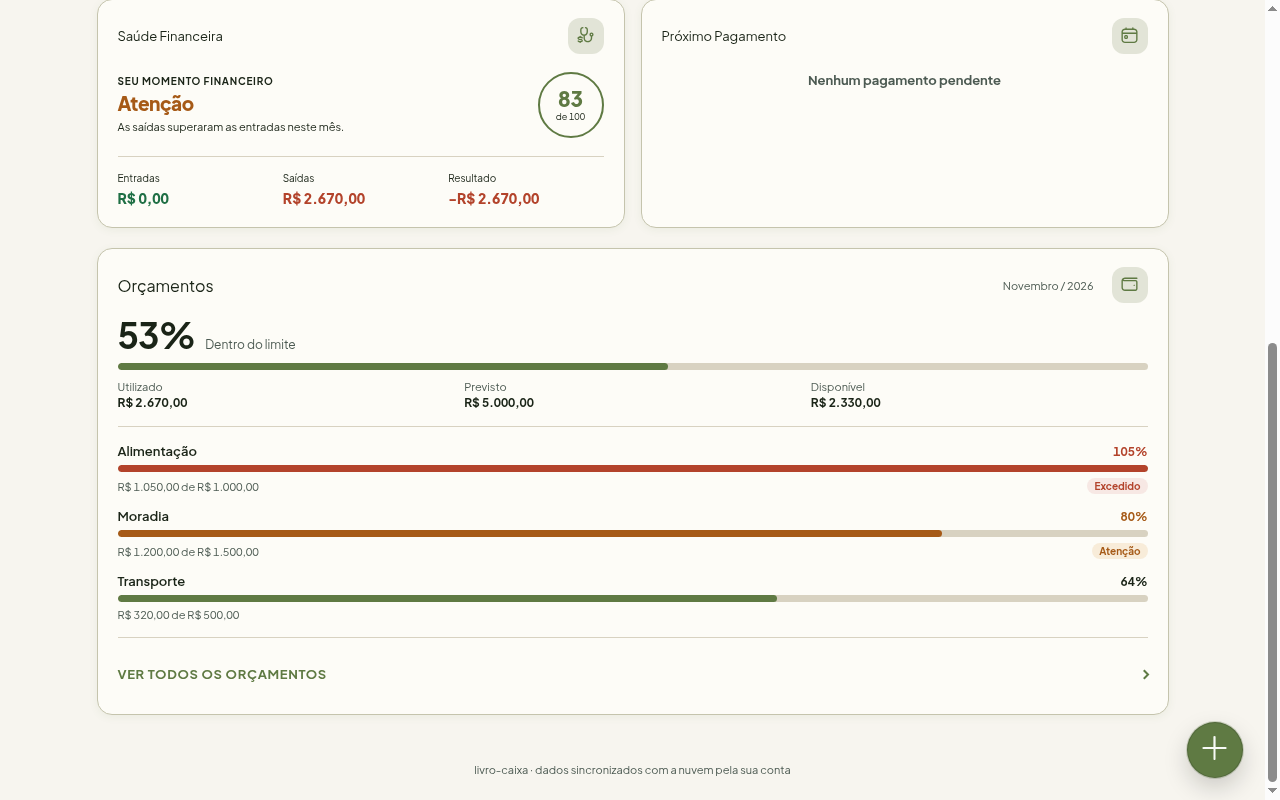 Saúde Financeira
SEU MOMENTO FINANCEIRO
Atenção
As saídas superaram as entradas neste mês.
83
de 100
Entradas
R$ 0,00
Saídas
R$ 2.670,00
Resultado
−R$ 2.670,00
Próximo Pagamento
Nenhum pagamento pendente
Orçamentos
Novembro / 2026
53% Dentro do limite
Utilizado
R$ 2.670,00
Previsto
R$ 5.000,00
Disponível
R$ 2.330,00
Alimentação 105%
R$ 1.050,00 de R$ 1.000,00 Excedido
Moradia 80%
R$ 1.200,00 de R$ 1.500,00 Atenção
Transporte 64%
R$ 320,00 de R$ 500,00
VER TODOS OS ORÇAMENTOS
livro-caixa · dados sincronizados com a nuvem pela sua conta